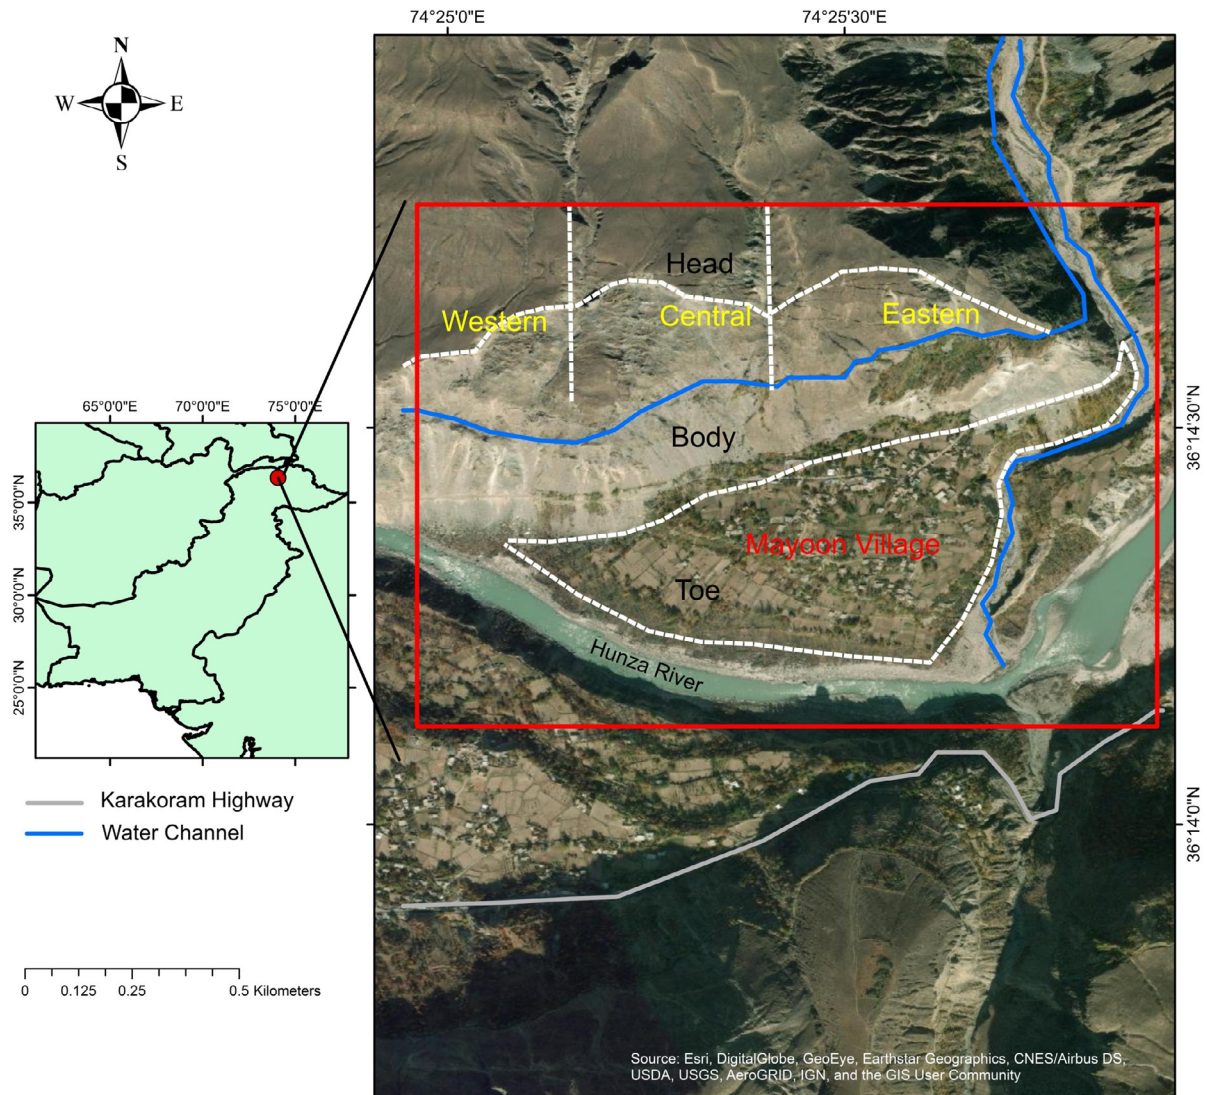 74°25'0"E
74°25'30"E
N
W
E
S
Head
Western
Central
Eastern
65°0'0"E
70°0'0"E
75°0'0"E
36°14'30"N
Body
35°0'0"N
Mayoon Village
Toe
30°0'0"N
Hunza River
25°0'0"N
Karakoram Highway
Water Channel
36°14'0"N
0 0.125 0.25 0.5 Kilometers
Source: Esri, DigitalGlobe, GeoEye, Earthstar Geographics, CNES/Airbus DS,
USDA, USGS, AeroGRID, IGN, and the GIS User Community